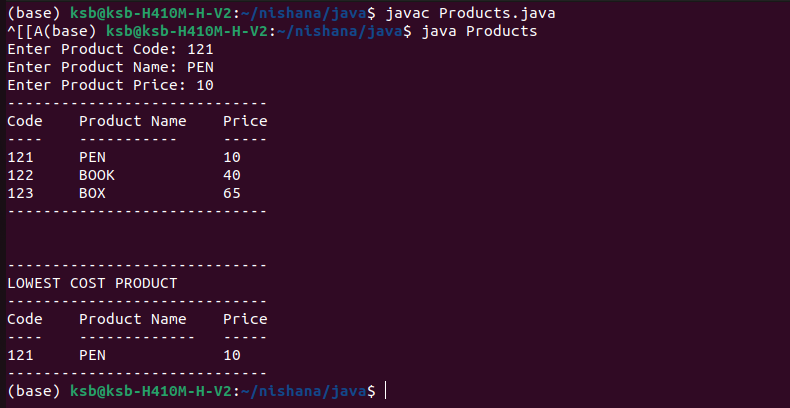 (base) ksb@ksb-H410M-H-V2:~/nishana/java$ javac Products.java
^[[A(base) ksb@ksb-H410M-H-V2:~/nishana/java$ java Products
Enter Product Code: 121
Enter Product Name: PEN
Enter Product Price: 10
-----------------------------
Code    Product Name    Price
----    -----------     -----
121     PEN             10
122     BOOK            40
123     BOX             65
-----------------------------
-----------------------------
LOWEST COST PRODUCT
-----------------------------
Code    Product Name    Price
----    -------------   -----
121     PEN             10
-----------------------------
(base) ksb@ksb-H410M-H-V2:~/nishana/java$